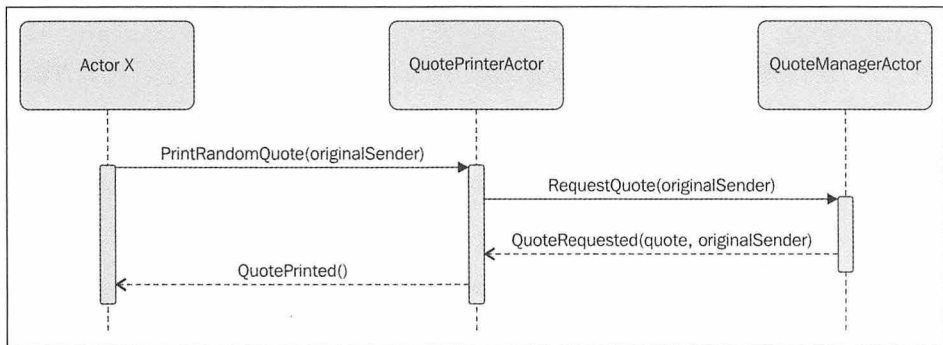 Actor X
QuotePrinterActor
QuoteManagerActor
PrintRandomQuote(originalSender)
RequestQuote(originalSender)
QuoteRequested(quote, originalSender)
QuotePrinted()